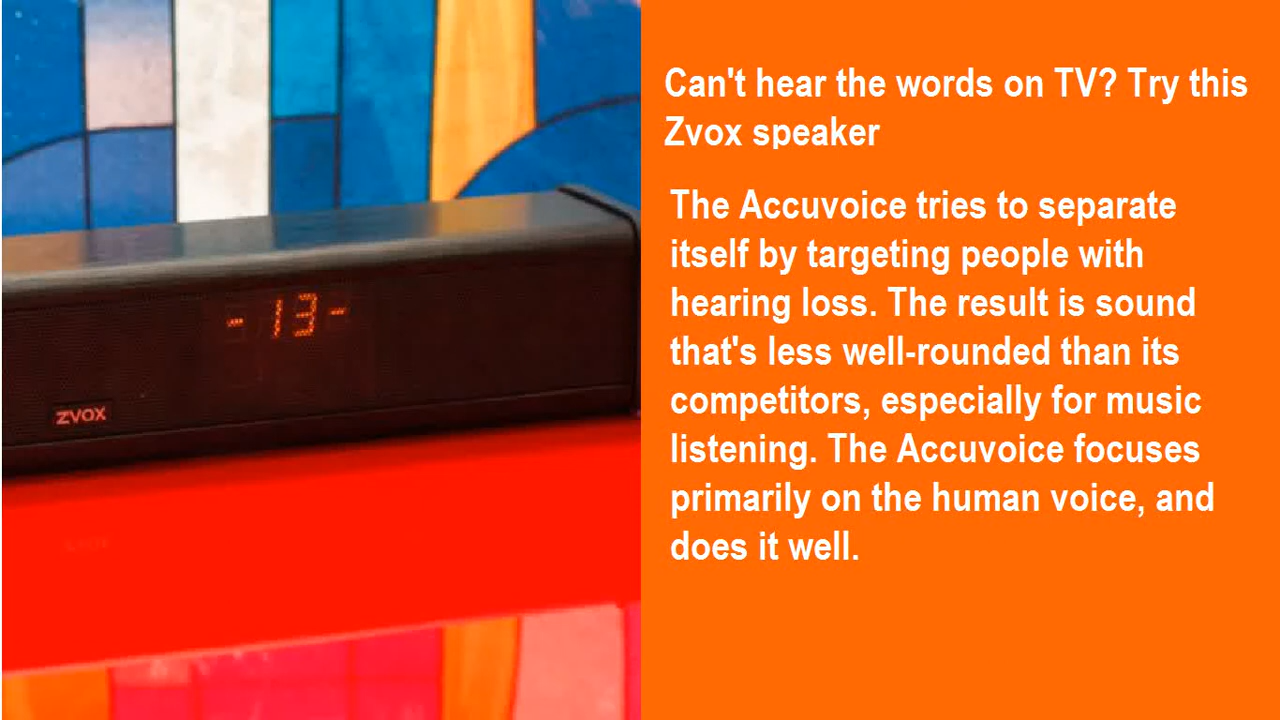 Can't hear the words on TV? Try this
Zvox speaker
The Accuvoice tries to separate
itself by targeting people with
hearing loss. The result is sound
that's less well-rounded than its
competitors, especially for music
listening. The Accuvoice focuses
primarily on the human voice, and
does it well.
-13-
ZVOX